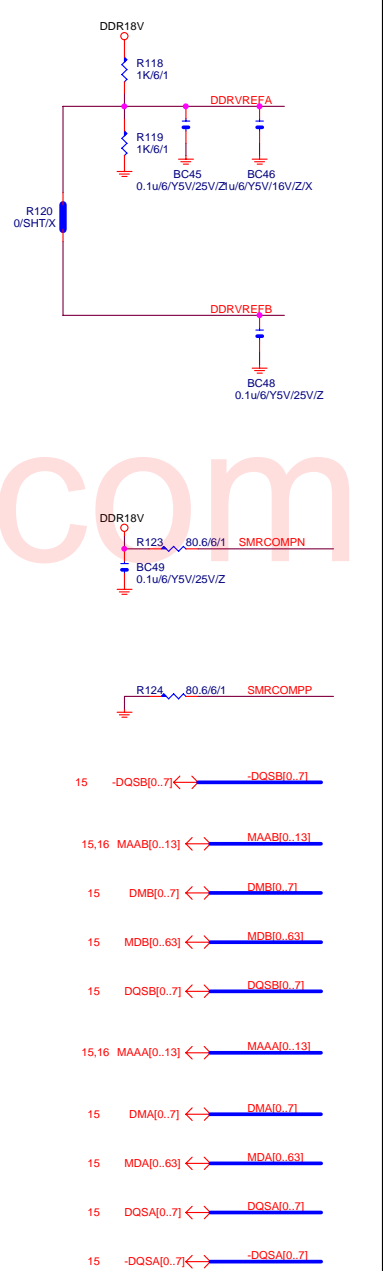 DDR18V
R118
1K/6/1
DDRVREFA
R119
1K/6/1
BC45
0.1u/6/Y5V/25V/Z
BC46
1u/6/Y5V/16V/Z/X
R120
0/SHT/X
DDRVREFB
BC48
0.1u/6/Y5V/25V/Z
com
DDR18V
R123 80.6/6/1 SMRCOMPN
BC49
0.1u/6/Y5V/25V/Z
R124 80.6/6/1 SMRCOMPP
15 -DQSB[0..7] -DQSB[0..7]
15,16 MAAB[0..13] MAAB[0..13]
15 DMB[0..7] DMB[0..7]
15 MDB[0..63] MDB[0..63]
15 DQSB[0..7] DQSB[0..7]
15,16 MAAA[0..13] MAAA[0..13]
15 DMA[0..7] DMA[0..7]
15 MDA[0..63] MDA[0..63]
15 DQSA[0..7] DQSA[0..7]
15 -DQSA[0..7] -DQSA[0..7]